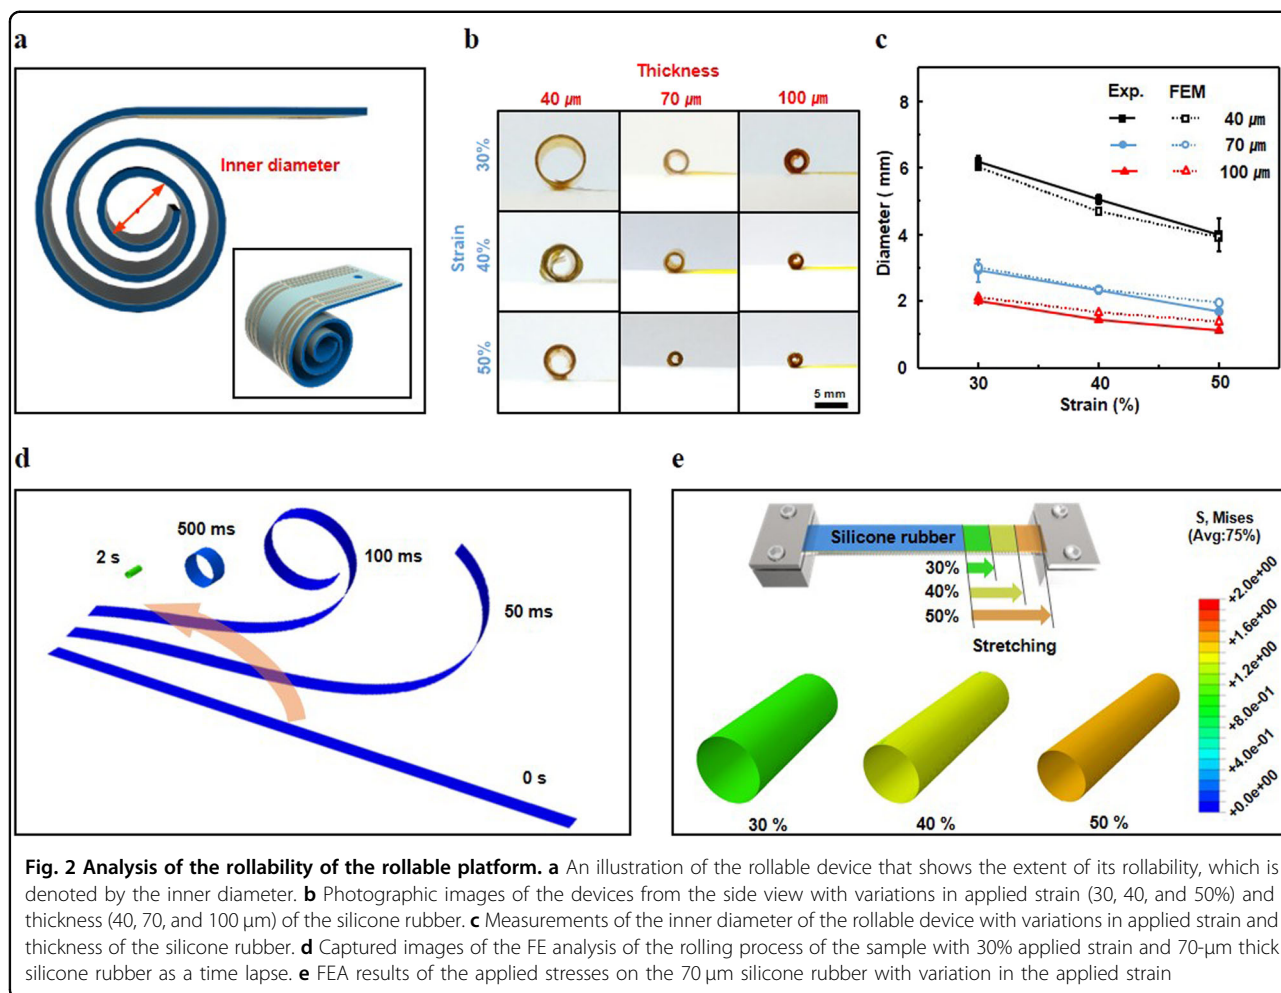 a
Inner diameter
b
Thickness
40 µm 70 µm 100 µm
Strain
30%
40%
50%
5 mm
c
Exp. FEM
40 µm
70 µm
100 µm
Diameter ( mm)
8
6
4
2
0
30 40 50
Strain (%)
d
2 s
500 ms
100 ms
50 ms
0 s
e
Silicone rubber
30%
40%
50%
Stretching
30 %
40 %
50 %
S, Mises
(Avg:75%)
+2.0e+00
+1.6e+00
+1.2e+00
+8.0e-01
+4.0e-01
+0.0e+00
Fig. 2 Analysis of the rollability of the rollable platform. a An illustration of the rollable device that shows the extent of its rollability, which is
denoted by the inner diameter. b Photographic images of the devices from the side view with variations in applied strain (30, 40, and 50%) and
thickness (40, 70, and 100 µm) of the silicone rubber. c Measurements of the inner diameter of the rollable device with variations in applied strain and
thickness of the silicone rubber. d Captured images of the FE analysis of the rolling process of the sample with 30% applied strain and 70-µm thick
silicone rubber as a time lapse. e FEA results of the applied stresses on the 70 µm silicone rubber with variation in the applied strain